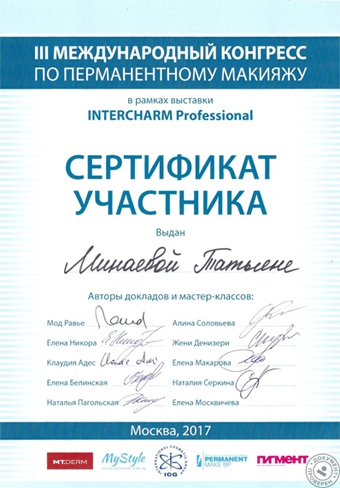 III МЕЖДУНАРОДНЫЙ КОНГРЕСС
ПО ПЕРМАНЕНТНОМУ МАКИЯЖУ
в рамках выставки
INTERCHARM Professional
СЕРТИФИКАТ
УЧАСТНИКА
Выдан
Минаевой Татьяне
Авторы докладов и мастер-классов:
Мод Равье
Алина Соловьева
Елена Никора
Жени Денизери
Клаудия Адес
Елена Макарова
Елена Белинская
Наталия Серкина
Наталья Пагольская
Елена Москвичева
Москва, 2017
MT.DERM
MyStyle
ICG
PERMANENT
MAKE UP
ПИГМЕНТ
ДОКУМЕНТ
ПРОВЕРЕН